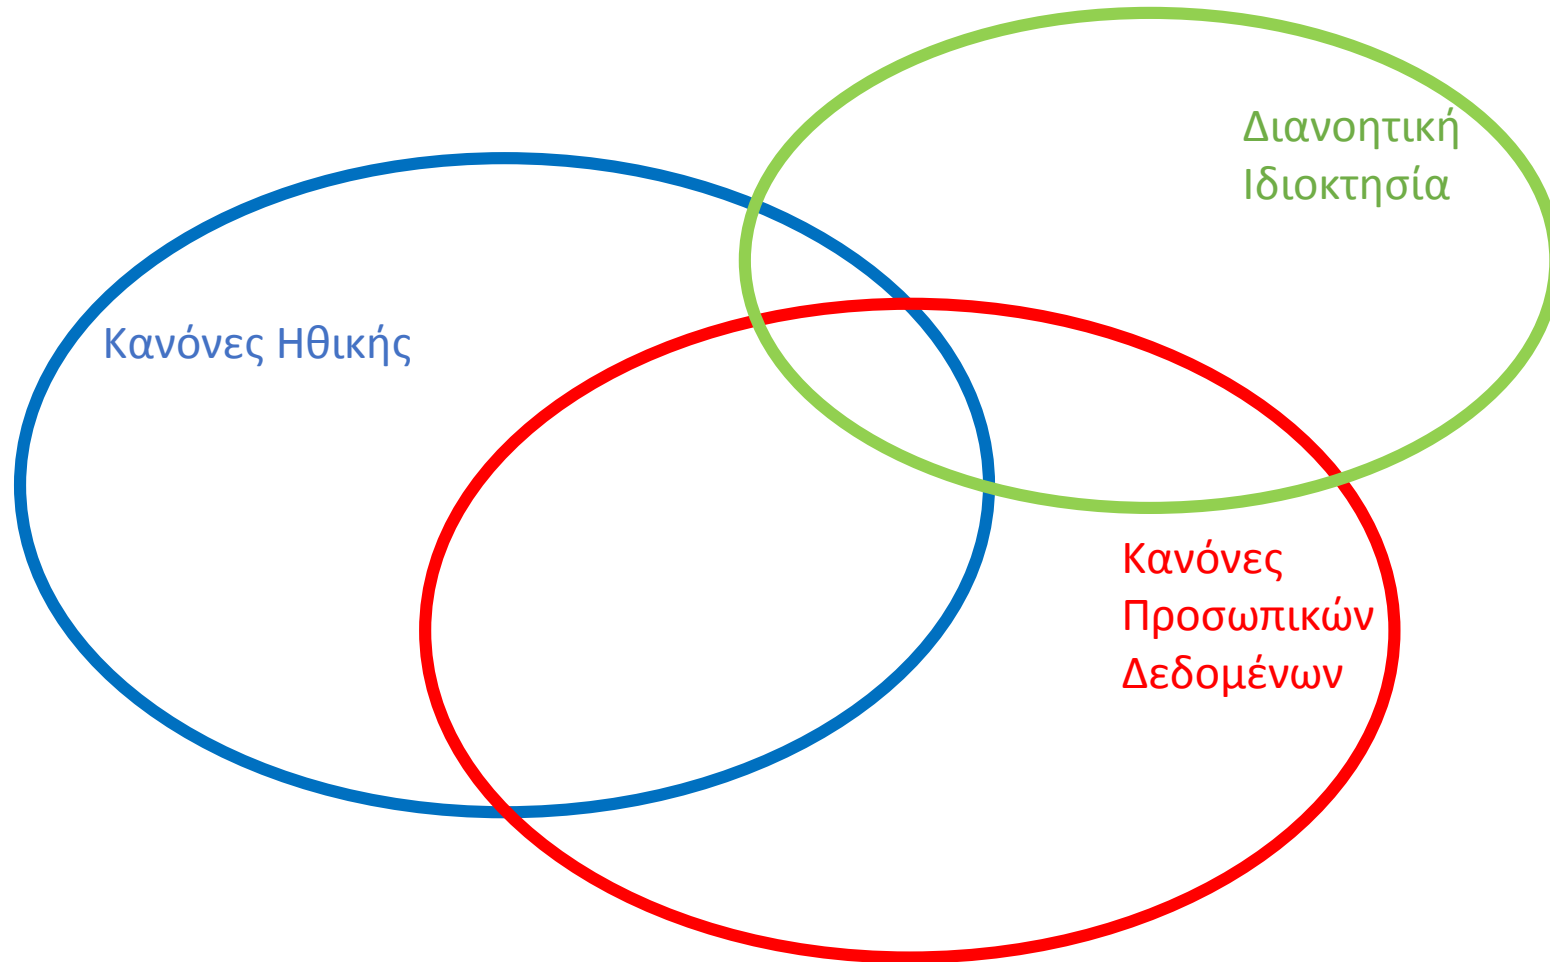 Διανοητική
Ιδιοκτησία
Κανόνες Ηθικής
Κανόνες
Προσωπικών
Δεδομένων